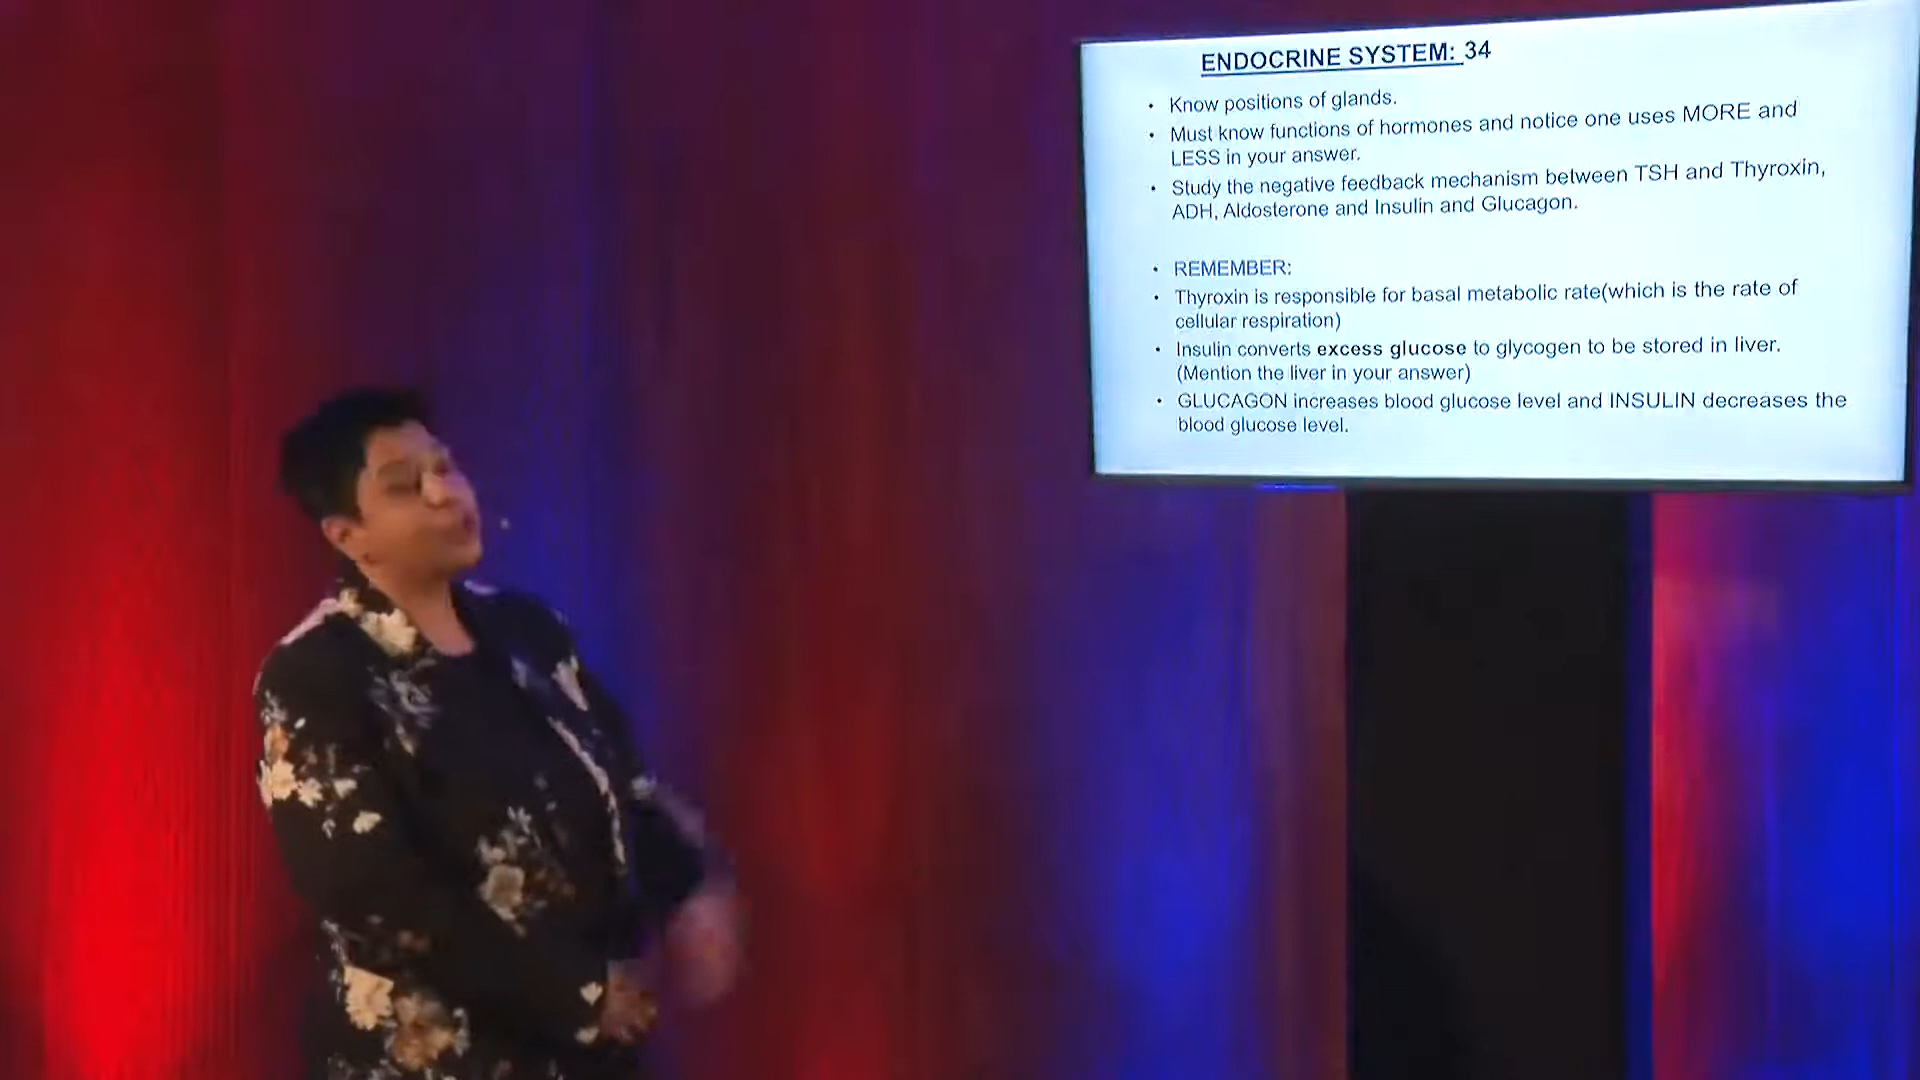 ENDOCRINE SYSTEM: 34
• Know positions of glands.
• Must know functions of hormones and notice one uses MORE and
LESS in your answer.
• Study the negative feedback mechanism between TSH and Thyroxin,
ADH, Aldosterone and Insulin and Glucagon.
• REMEMBER:
• Thyroxin is responsible for basal metabolic rate(which is the rate of
cellular respiration)
• Insulin converts excess glucose to glycogen to be stored in liver.
(Mention the liver in your answer)
• GLUCAGON increases blood glucose level and INSULIN decreases the
blood glucose level.